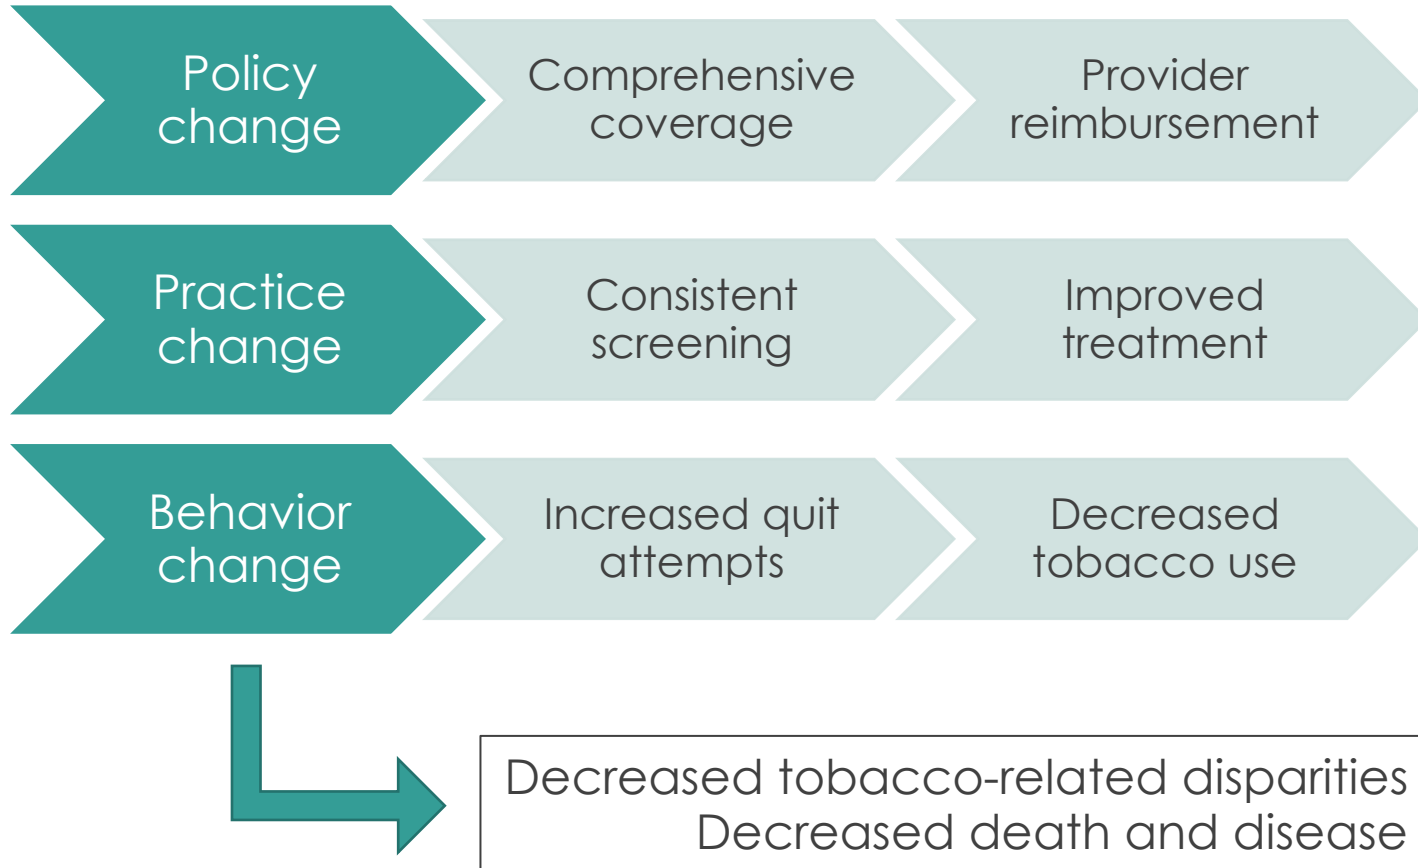 Policy
change
Comprehensive
coverage
Provider
reimbursement
Practice
change
Consistent
screening
Improved
treatment
Behavior
change
Increased quit
attempts
Decreased
tobacco use
Decreased tobacco-related disparities
Decreased death and disease